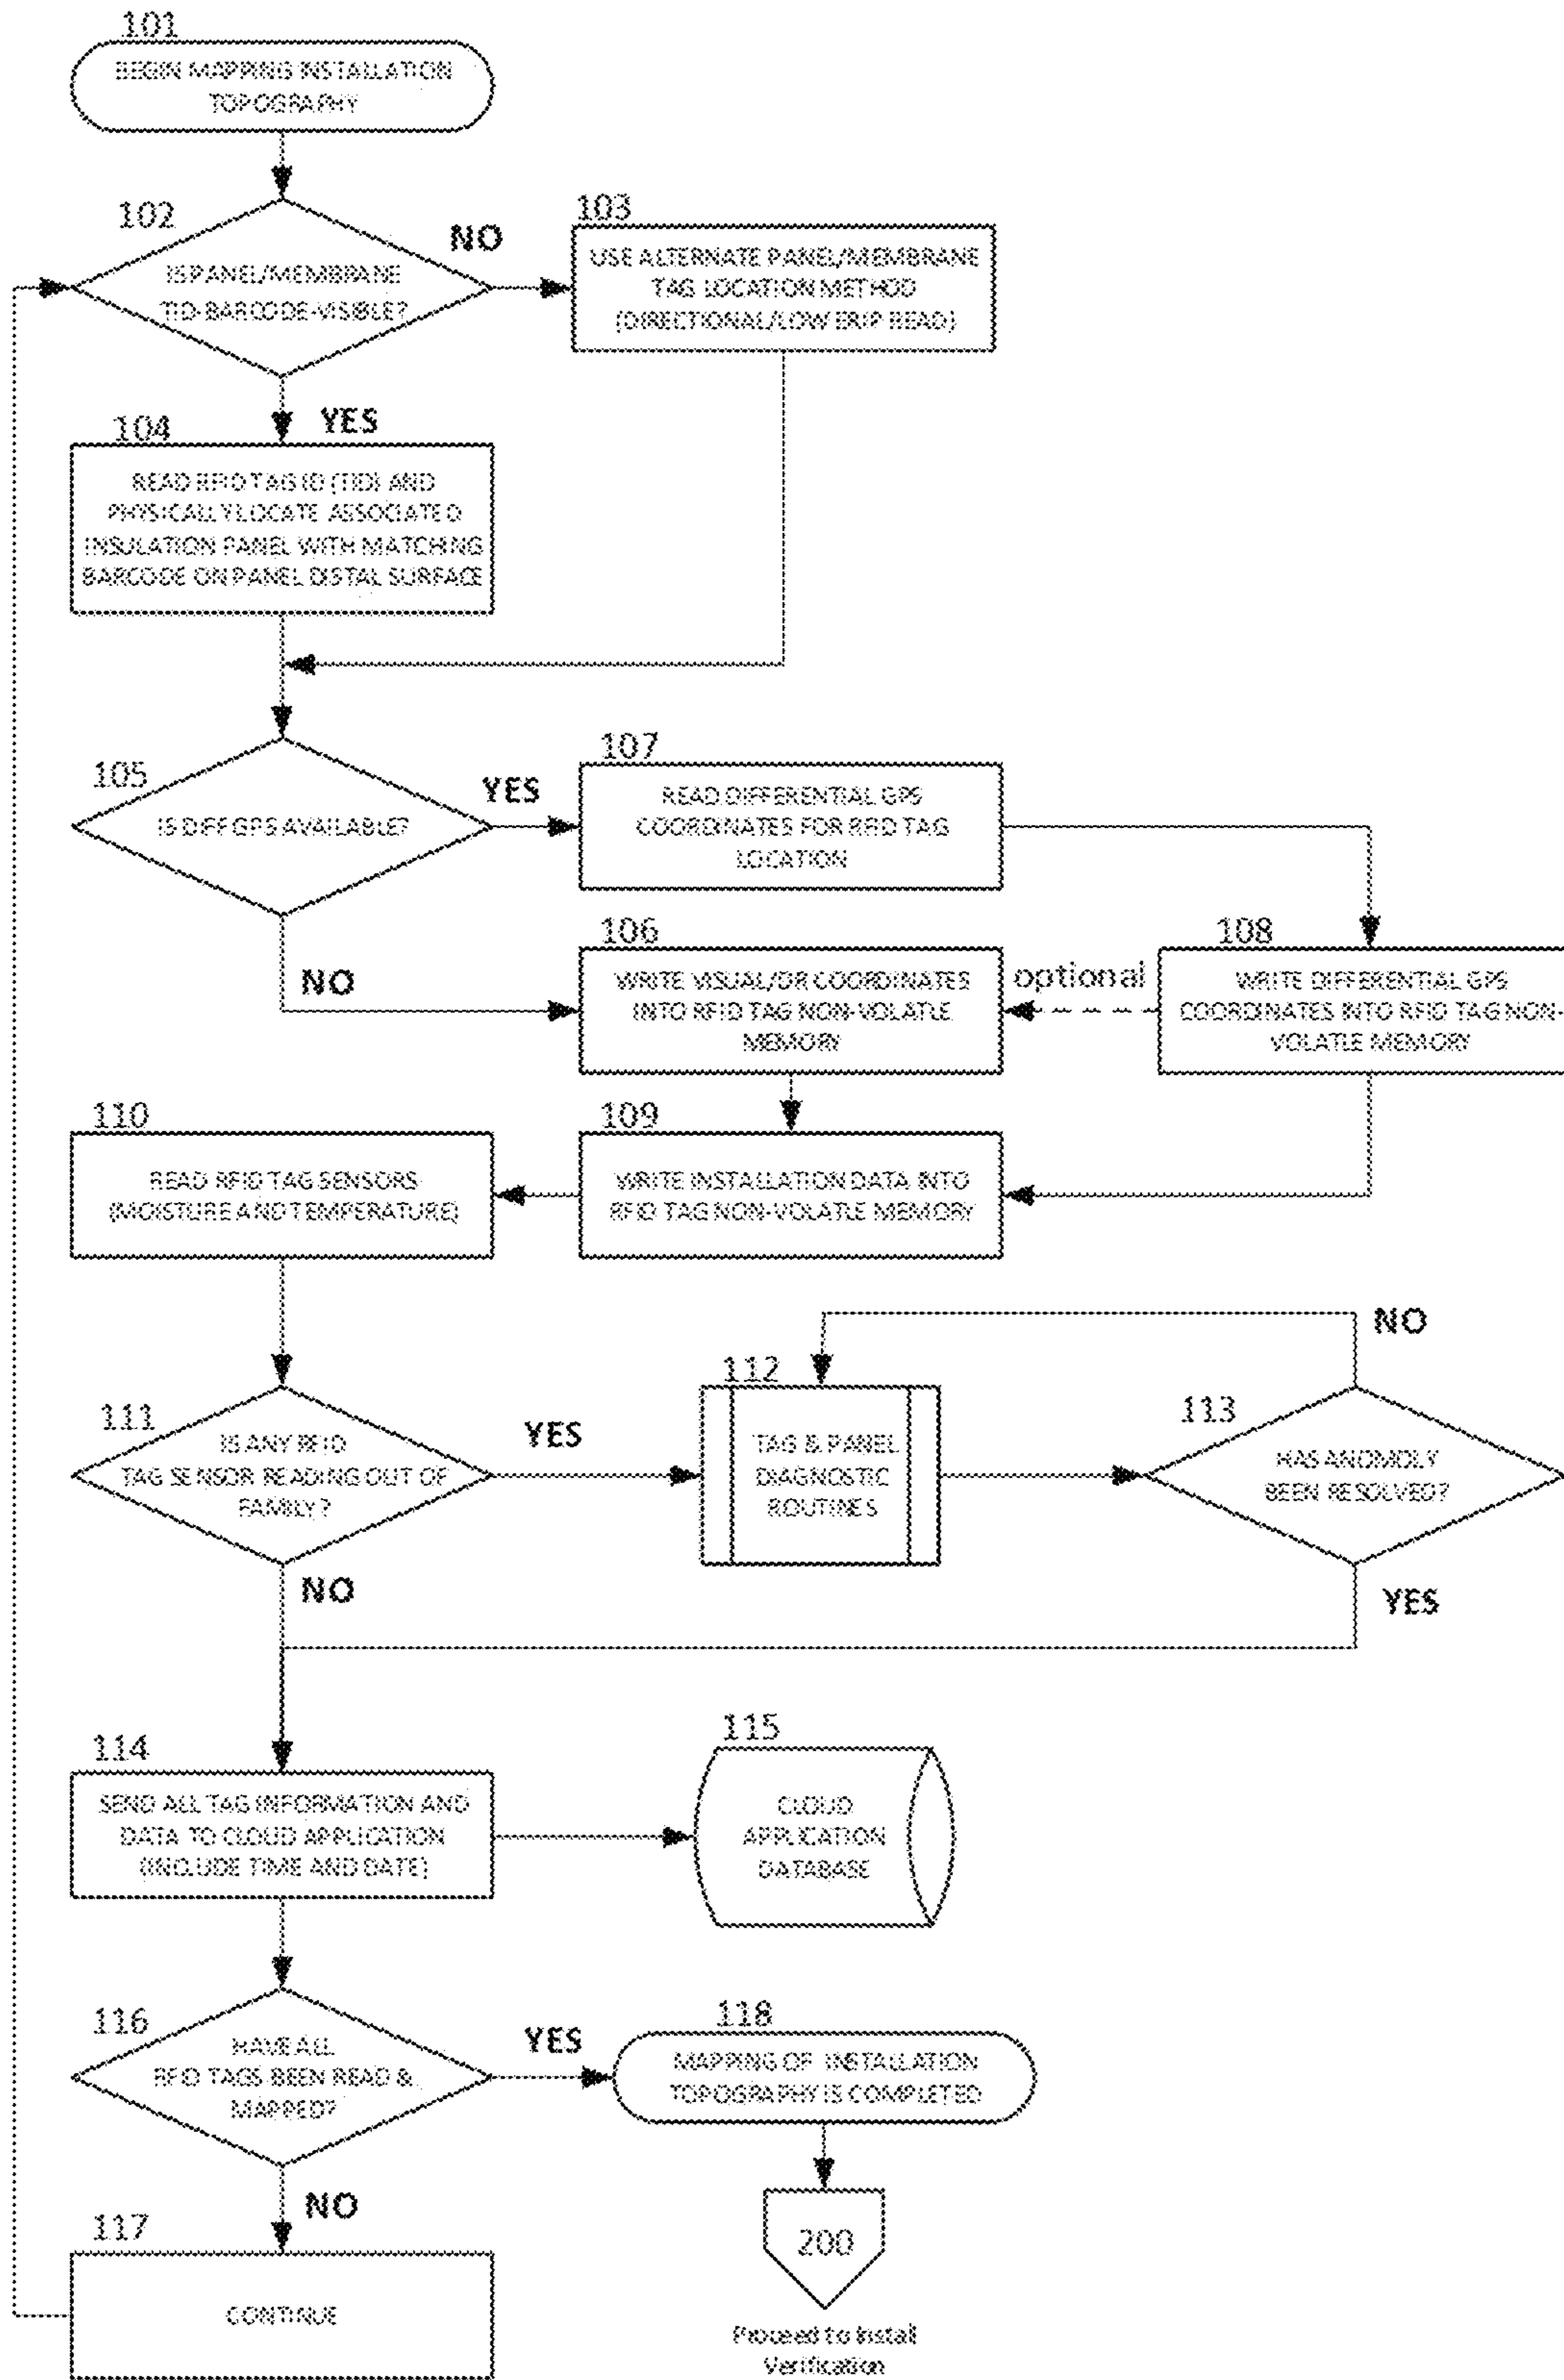 101
BEGIN MAPPING INSTALLATION
TOPOGRAPHY
102
IS PANEL/MEMBRANE
TID-BARCODE-VISIBLE?
NO
103
USE ALTERNATE PANEL/MEMBRANE
TAG LOCATION METHOD
(DIRECTIONAL/LOW ERIP READ)
YES
104
READ RFID TAG ID (TID) AND
PHYSICALLY LOCATE ASSOCIATED
INSULATION PANEL WITH MATCHING
BARCODE ON PANEL DISTAL SURFACE
105
IS DIFF GPS AVAILABLE?
YES
107
READ DIFFERENTIAL GPS
COORDINATES FOR RFID TAG
LOCATION
NO
106
WRITE VISUAL/DR COORDINATES
INTO RFID TAG NON-VOLATLE
MEMORY
optional
108
WRITE DIFFERENTIAL GPS
COORDINATES INTO RFID TAG NON-
VOLATLE MEMORY
110
READ RFID TAG SENSORS
(MOISTURE AND TEMPERATURE)
109
WRITE INSTALLATION DATA INTO
RFID TAG NON-VOLATLE MEMORY
111
IS ANY RFID
TAG SENSOR READING OUT OF
FAMILY?
YES
112
TAG & PANEL
DIAGNOSTIC
ROUTINES
113
HAS ANOMOLY
BEEN RESOLVED?
NO
NO
YES
114
SEND ALL TAG INFORMATION AND
DATA TO CLOUD APPLICATION
(INCLUDE TIME AND DATE)
115
CLOUD
APPLICATION
DATABASE
116
HAVE ALL
RFID TAGS BEEN READ &
MAPPED?
YES
118
MAPPING OF INSTALLATION
TOPOGRAPHY IS COMPLETED
NO
117
CONTINUE
200
Proceed to Install
Verification